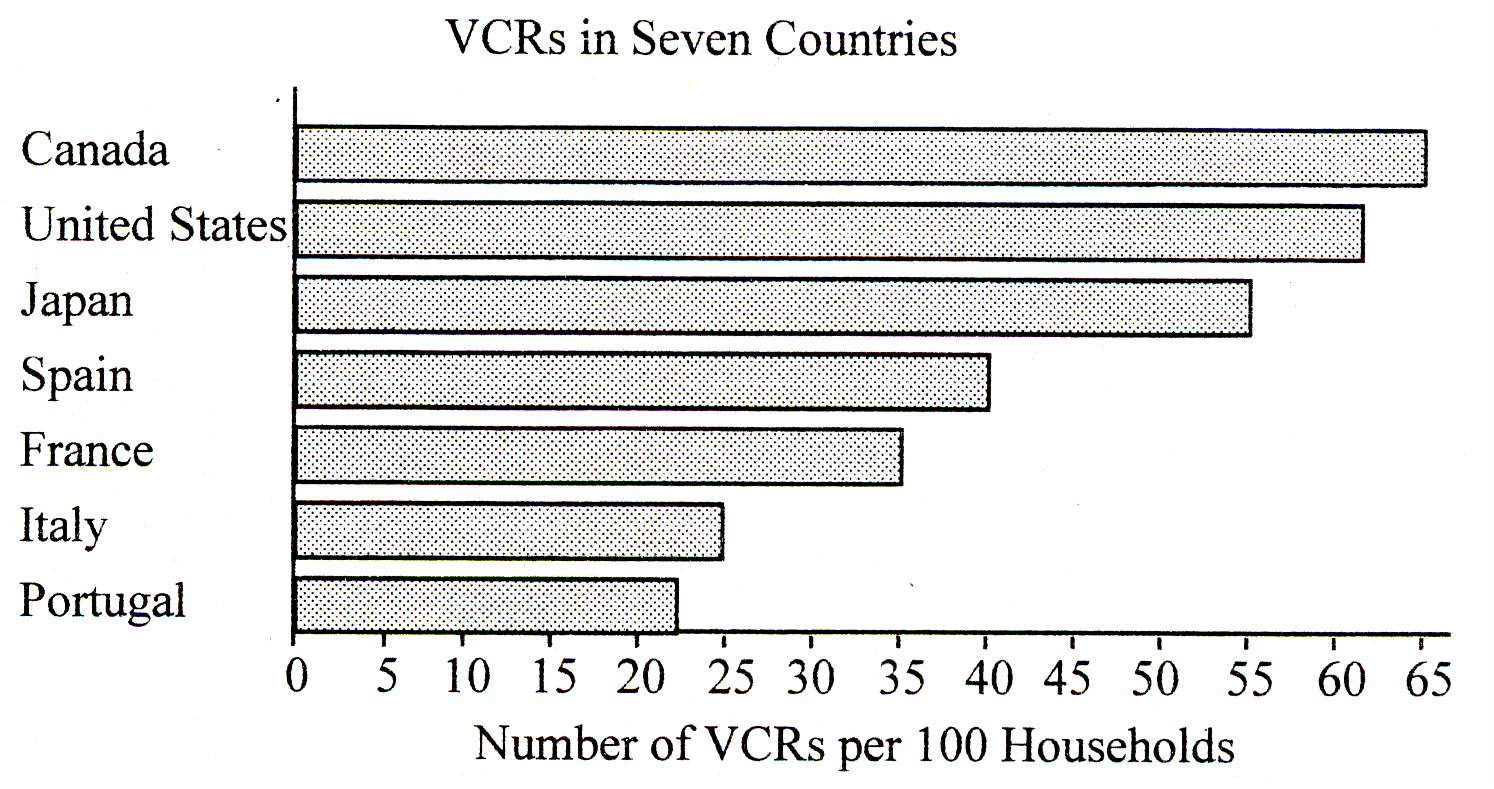 VCRs in Seven Countries
Canada
United States
Japan
Spain
France
Italy
Portugal
0 5 10 15 20 25 30 35 40 45 50 55 60 65
Number of VCRs per 100 Households